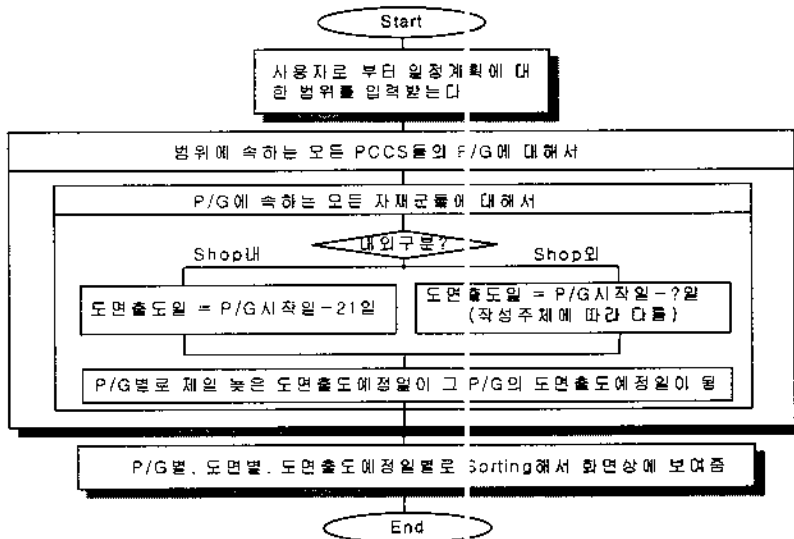 Start
사용자로 부터 일정계획에 대
한 범위를 입력받는다
범위에 속하는 모든 PCCS들의 P/G에 대해서
P/G에 속하는 모든 자재군들에 대해서
내외구분?
Shop내
Shop외
도면출도일 = P/G시작일-21일
도면출도일 = P/G시작일-?일
(작성주체에 따라 다름)
P/G별로 제일 늦은 도면출도예정일이 그 P/G의 도면출도예정일이 됨
P/G별, 도면별, 도면출도예정일별로 Sorting해서 화면상에 보여줌
End